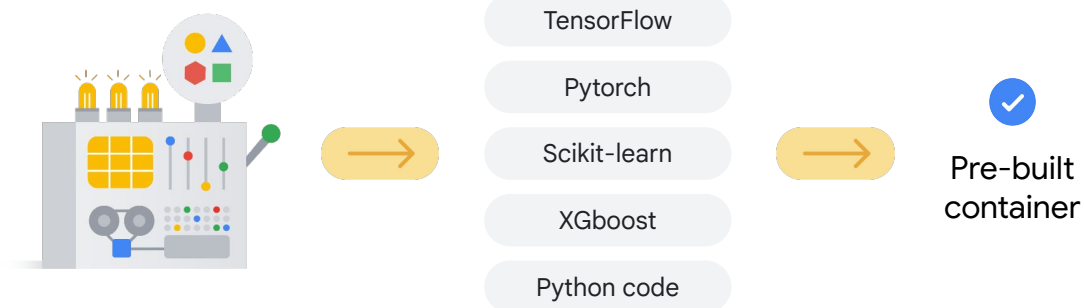 TensorFlow
Pytorch
Scikit-learn
XGboost
Python code
Pre-built
container